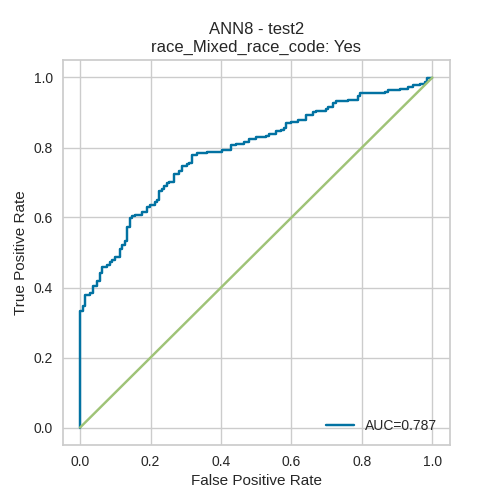 ANN8 - test2
race_Mixed_race_code: Yes
1.0
0.8
0.6
0.4
0.2
0.0
True Positive Rate
AUC=0.787
0.0 0.2 0.4 0.6 0.8 1.0
False Positive Rate